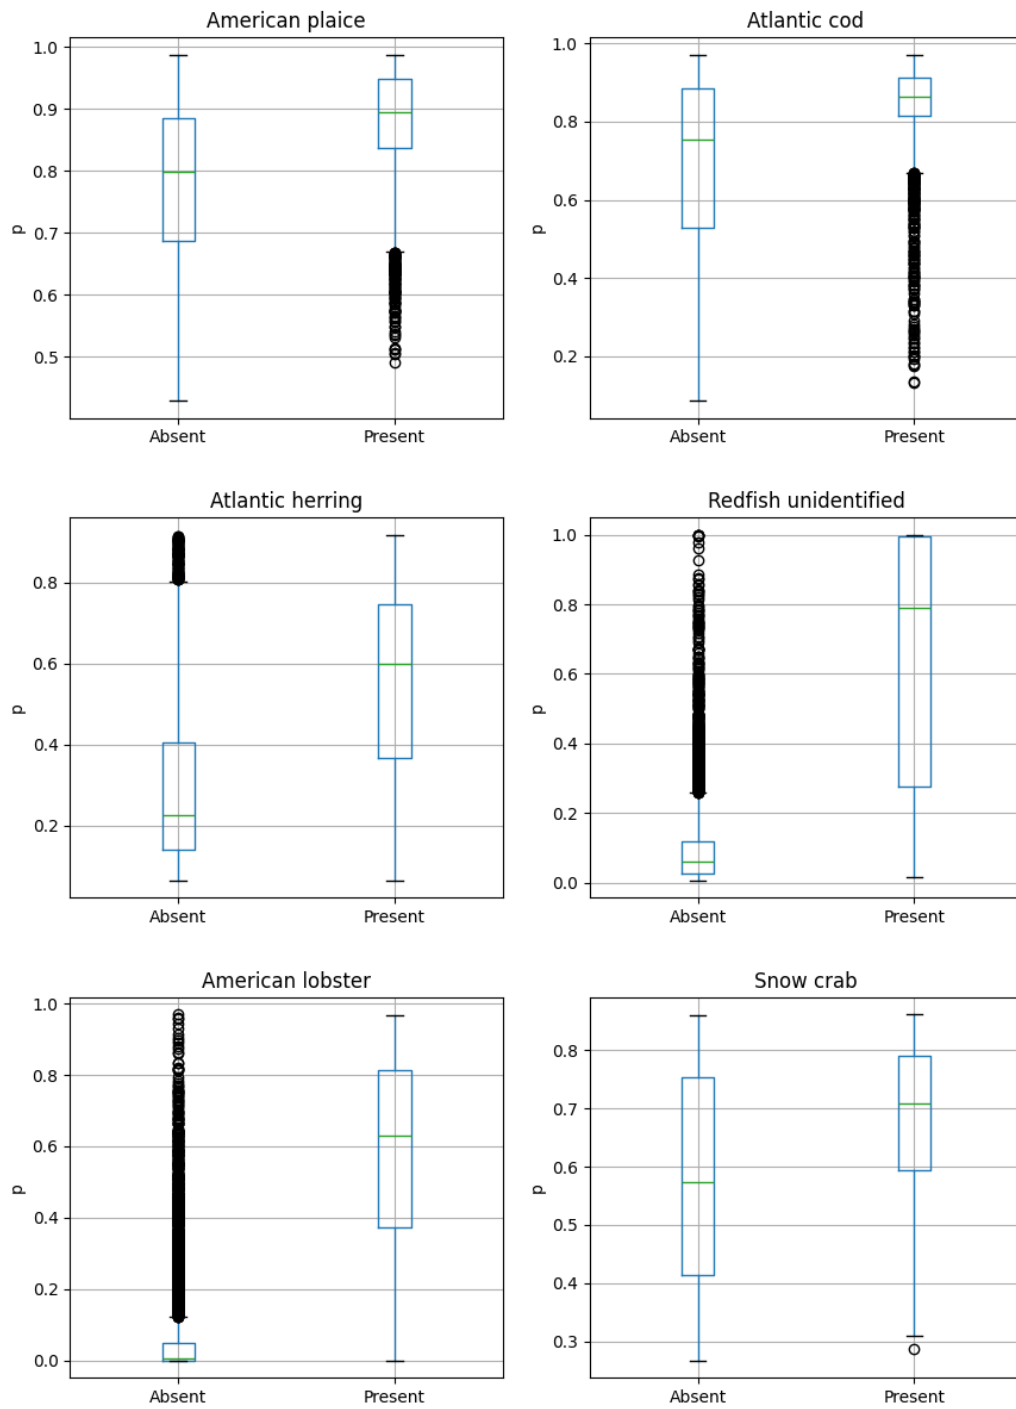 American plaice
1.0
0.9
0.8
0.7
0.6
0.5
p
Absent
Present
Atlantic cod
1.0
0.8
0.6
0.4
0.2
p
Absent
Present
Atlantic herring
0.8
0.6
0.4
0.2
p
Absent
Present
Redfish unidentified
1.0
0.8
0.6
0.4
0.2
0.0
p
Absent
Present
American lobster
1.0
0.8
0.6
0.4
0.2
0.0
p
Absent
Present
Snow crab
0.8
0.7
0.6
0.5
0.4
0.3
p
Absent
Present